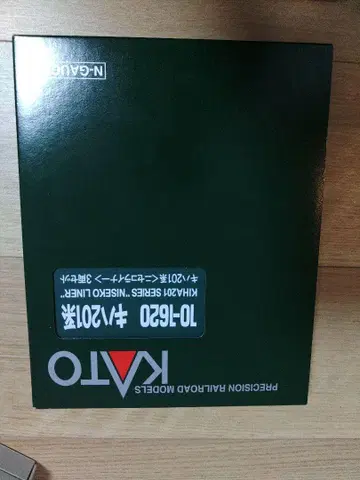 PRECISION RAILROAD MODELS
KATO
10-1620 キハ201系
KIHA201 SERIES "NISEKO LINER"
キハ201系<ニセコライナー> 3両セット
N-GAUG